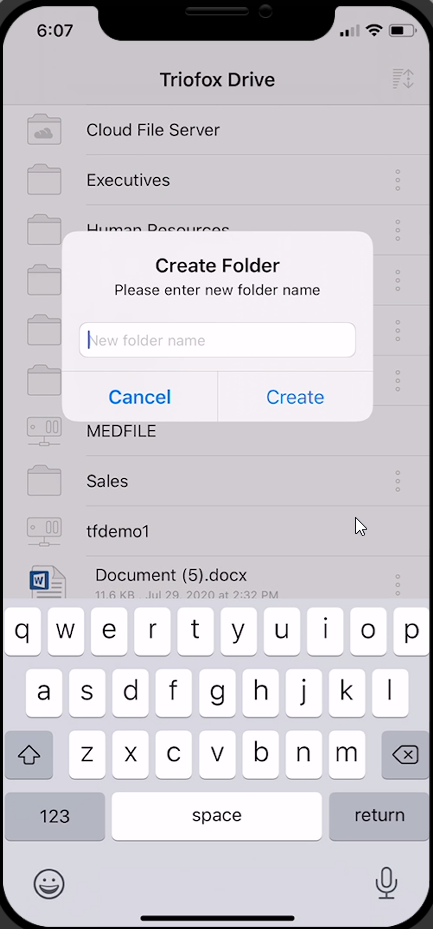 6:07
Triofox Drive
Cloud File Server
Executives
Human Resources
Create Folder
Please enter new folder name
New folder name
Cancel
Create
MEDFILE
Sales
tfdemo1
W
Document (5).docx
11.6 KB Jul 29, 2020 at 2:32 PM
q w e r t y u i o p
a s d f g h j k l
z x c v b n m
123 space return